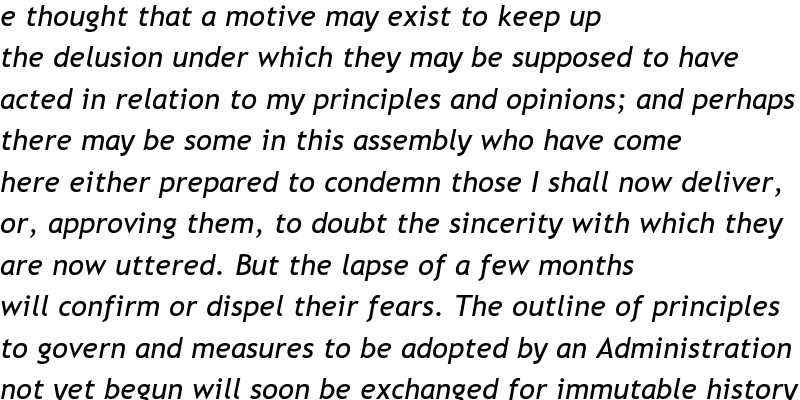 e thought that a motive may exist to keep up
the delusion under which they may be supposed to have
acted in relation to my principles and opinions; and perhaps
there may be some in this assembly who have come
here either prepared to condemn those I shall now deliver,
or, approving them, to doubt the sincerity with which they
are now uttered. But the lapse of a few months
will confirm or dispel their fears. The outline of principles
to govern and measures to be adopted by an Administration
not yet begun will soon be exchanged for immutable history